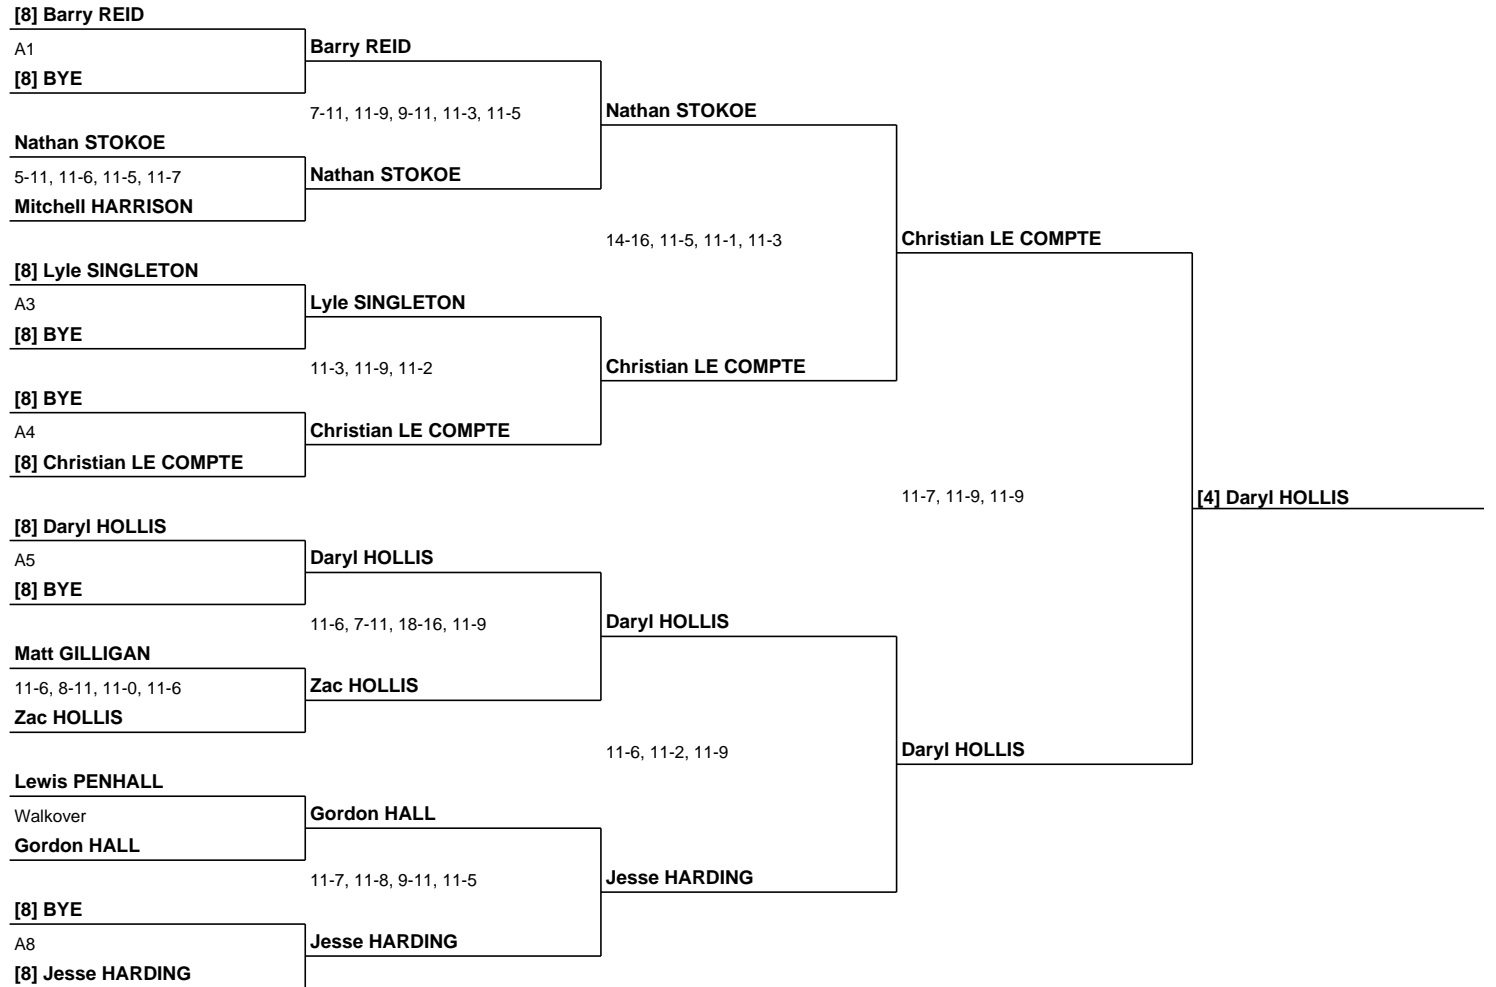 [8] Barry REID
A1
[8] BYE
Barry REID
7-11, 11-9, 9-11, 11-3, 11-5
Nathan STOKOE
Nathan STOKOE
5-11, 11-6, 11-5, 11-7
Mitchell HARRISON
Nathan STOKOE
14-16, 11-5, 11-1, 11-3
Christian LE COMPTE
[8] Lyle SINGLETON
A3
[8] BYE
Lyle SINGLETON
11-3, 11-9, 11-2
Christian LE COMPTE
[8] BYE
A4
[8] Christian LE COMPTE
Christian LE COMPTE
11-7, 11-9, 11-9
[4] Daryl HOLLIS
[8] Daryl HOLLIS
A5
[8] BYE
Daryl HOLLIS
11-6, 7-11, 18-16, 11-9
Daryl HOLLIS
Matt GILLIGAN
11-6, 8-11, 11-0, 11-6
Zac HOLLIS
Zac HOLLIS
11-6, 11-2, 11-9
Daryl HOLLIS
Lewis PENHALL
Walkover
Gordon HALL
Gordon HALL
11-7, 11-8, 9-11, 11-5
Jesse HARDING
[8] BYE
A8
[8] Jesse HARDING
Jesse HARDING